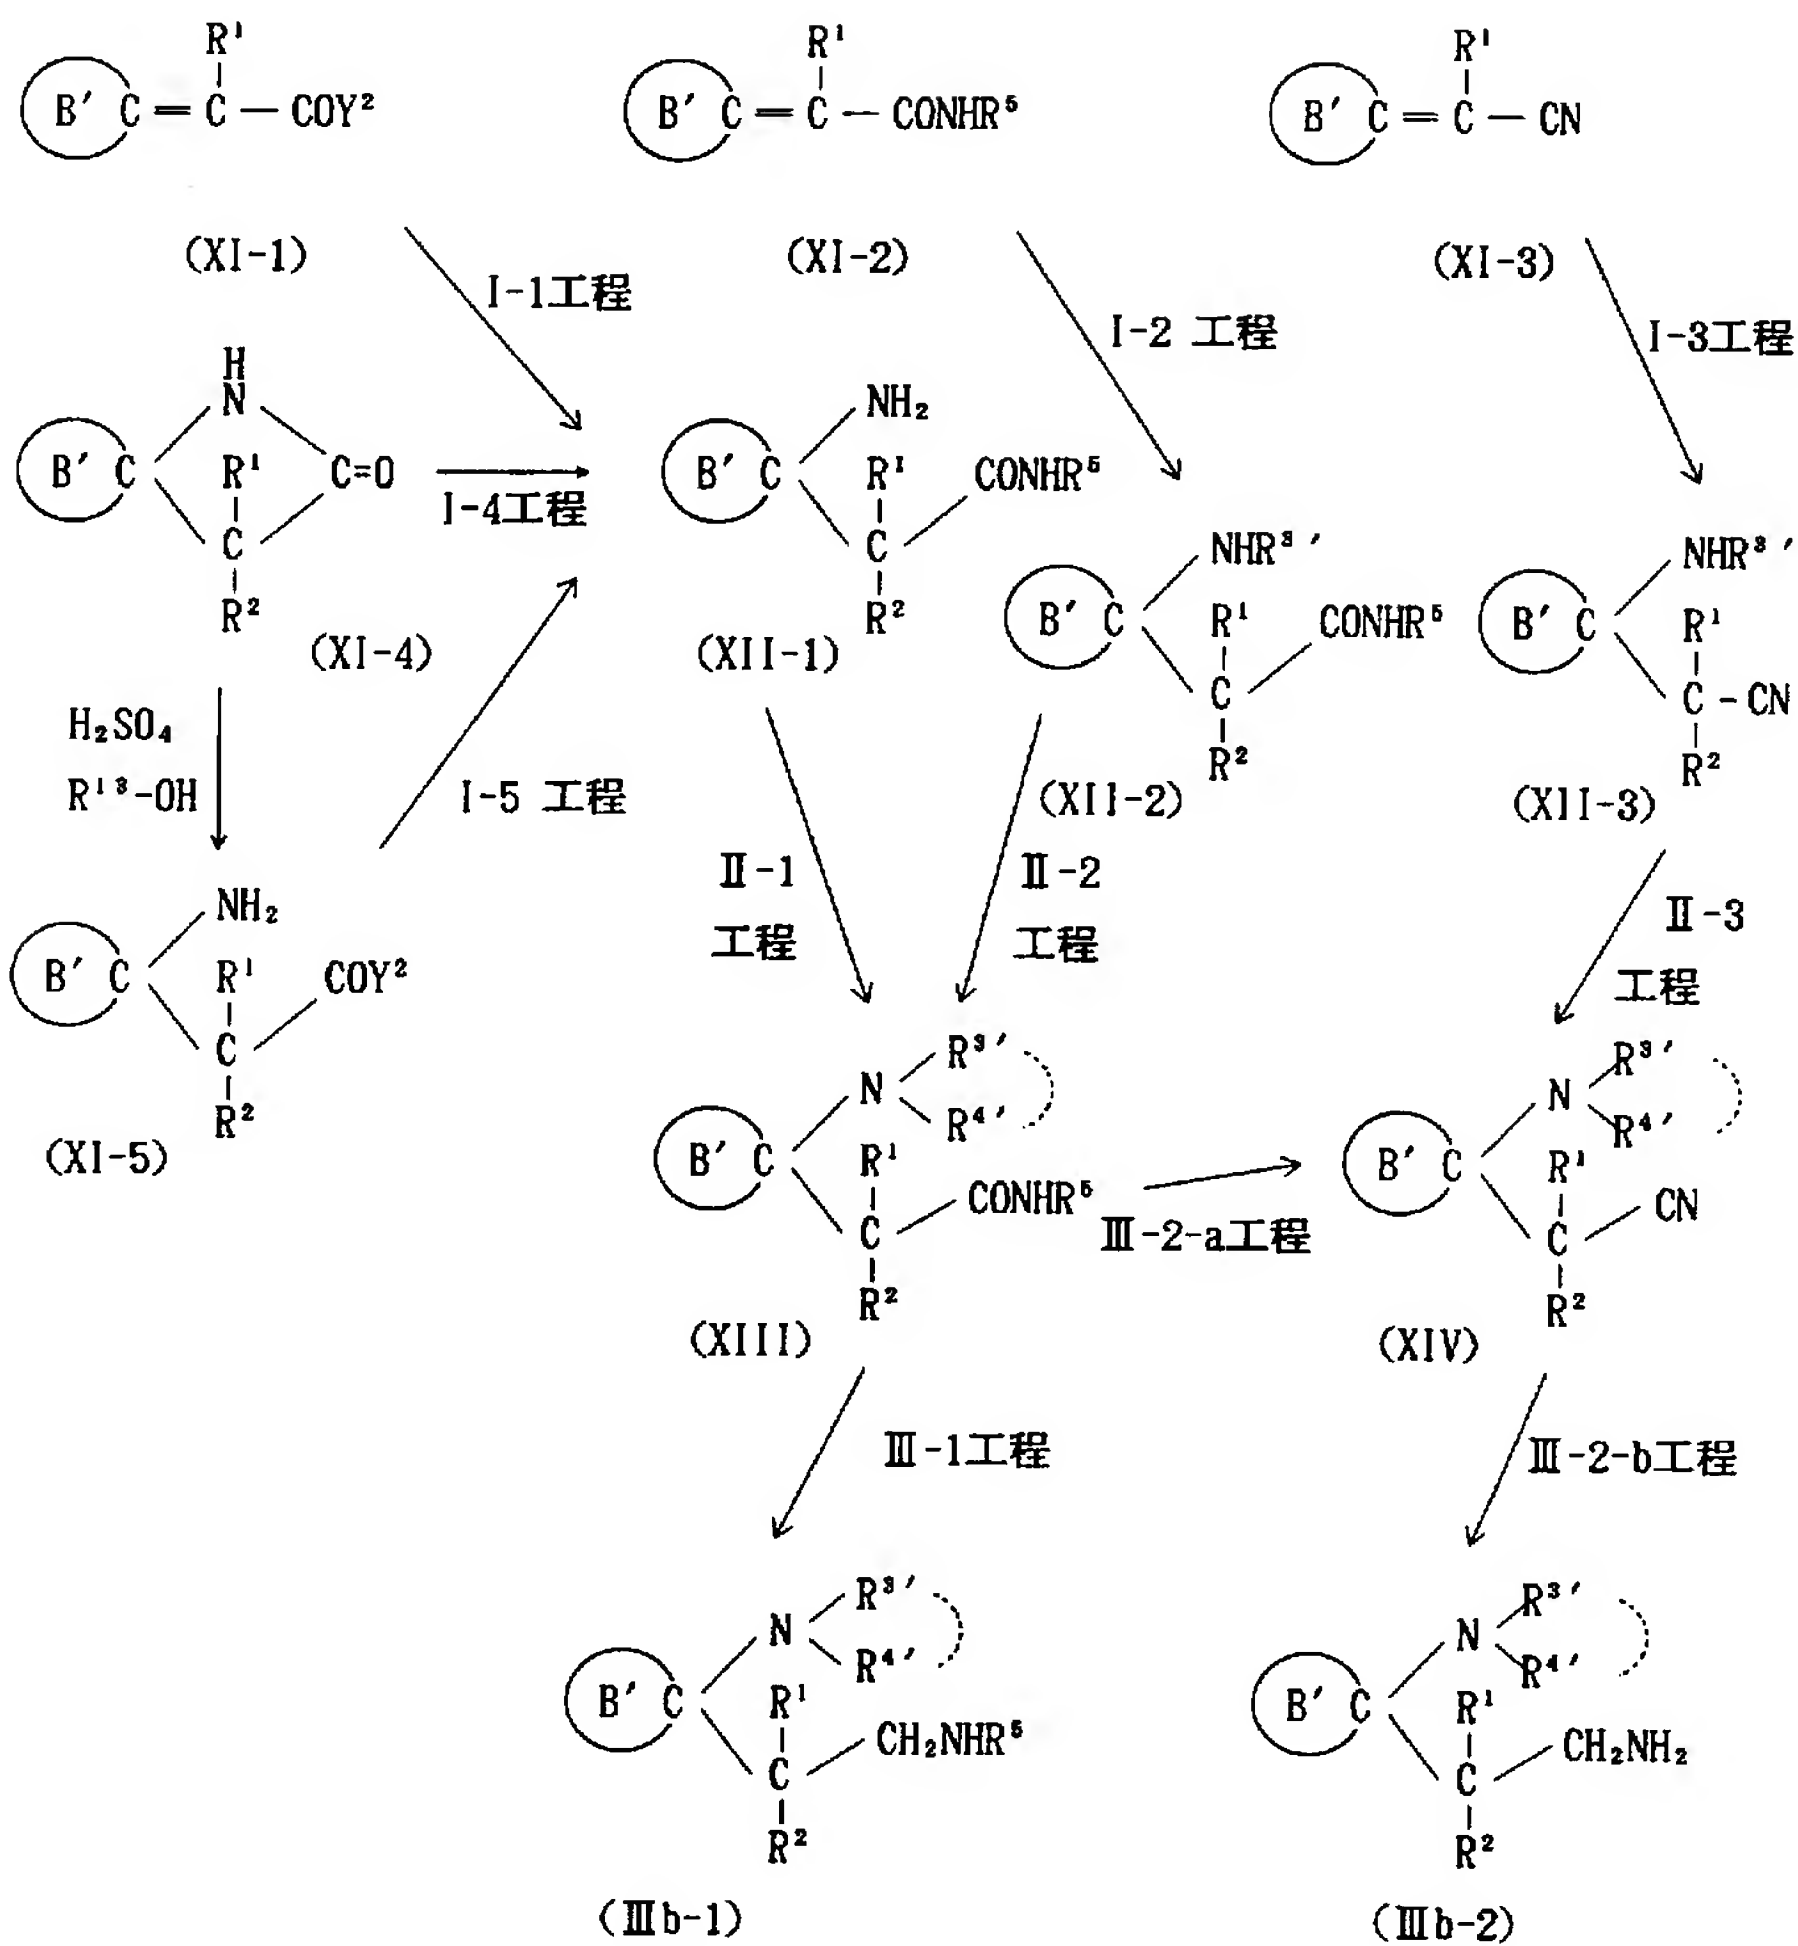 R¹ R¹ R¹
B′ C = C — COY² B′ C = C — CONHR⁵ B′ C = C — CN
(XI-1) (XI-2) (XI-3)
I-1工程 I-2 工程 I-3工程
H
N NH₂
B′ C R¹ C=O B′ C R¹ CONHR⁵
I-4工程
C C NHR³′ NHR³′
R² R² B′ C R¹ CONHR⁵ B′ C R¹
(XI-4) (XII-1)
C C - CN
H₂SO₄ R² R²
R¹³-OH I-5 工程 (XII-2) (XII-3)
II-1 II-2 II-3
工程 工程 工程
NH₂
B′ C R¹ COY²
C
R²
(XI-5)
R³′ R³′
N N
R⁴′ R⁴′
B′ C R¹ B′ C R¹
CONHR⁵ CN
C III-2-a工程 C
R² R²
(XIII) (XIV)
III-1工程 III-2-b工程
R³′ R³′
N N
R⁴′ R⁴′
B′ C R¹ B′ C R¹
CH₂NHR⁵ CH₂NH₂
C C
R² R²
(IIIb-1) (IIIb-2)